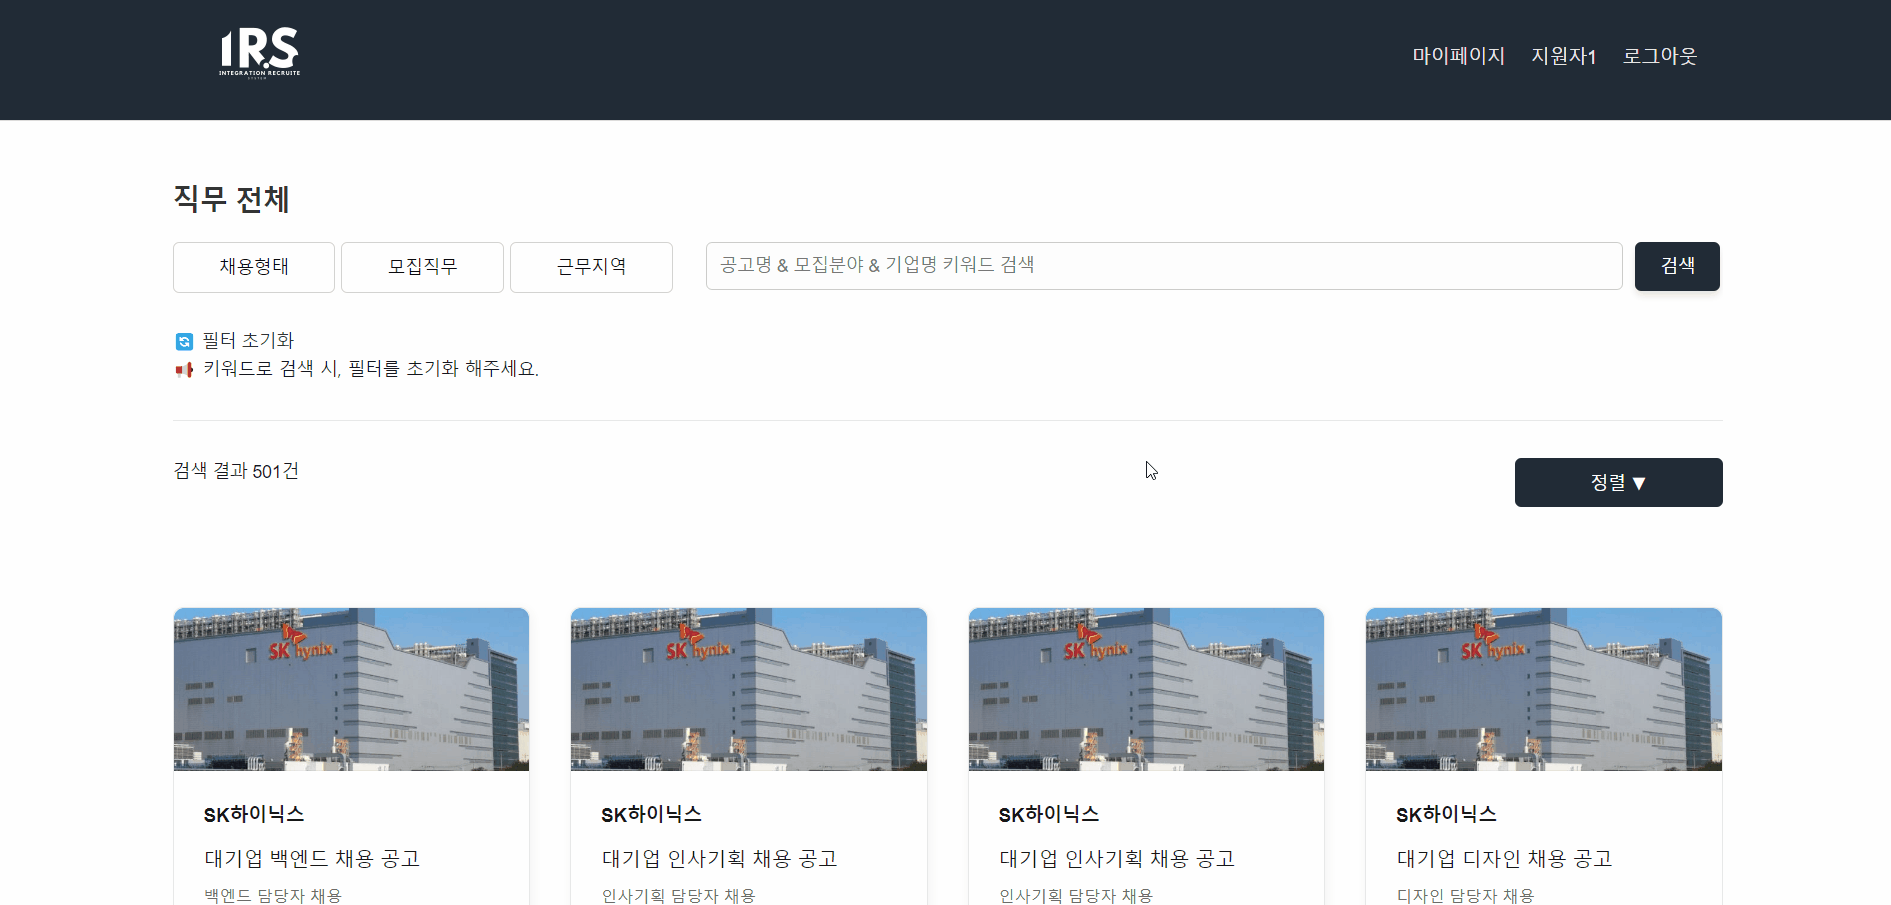 IRS
INTEGRATION RECRUITE
SYSTEM
마이페이지 지원자1 로그아웃
직무 전체
채용형태 모집직무 근무지역 공고명 & 모집분야 & 기업명 키워드 검색 검색
필터 초기화
키워드로 검색 시, 필터를 초기화 해주세요.
검색 결과 501건
정렬 ▼
SK hynix SK hynix SK hynix SK hynix
SK하이닉스 SK하이닉스 SK하이닉스 SK하이닉스
대기업 백엔드 채용 공고 대기업 인사기획 채용 공고 대기업 인사기획 채용 공고 대기업 디자인 채용 공고
백엔드 담당자 채용 인사기획 담당자 채용 인사기획 담당자 채용 디자인 담당자 채용